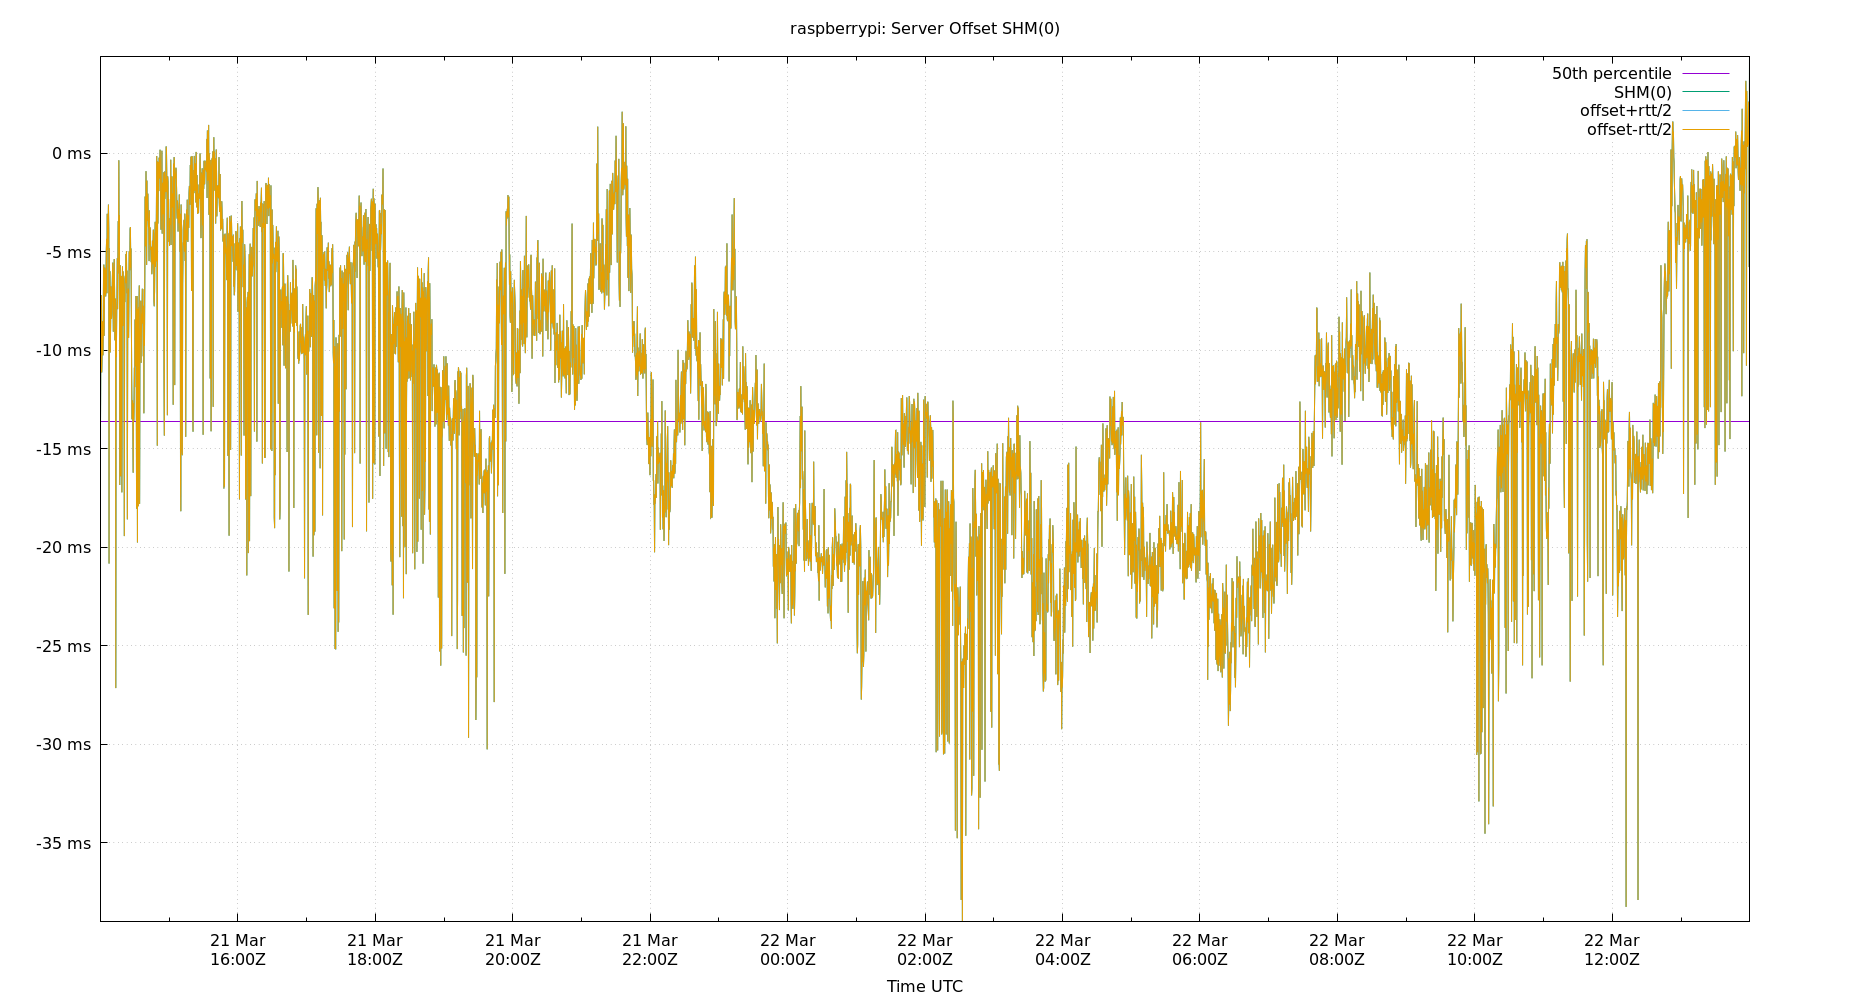 raspberrypi: Server Offset SHM(0)
50th percentile
SHM(0)
offset+rtt/2
offset-rtt/2
0 ms
-5 ms
-10 ms
-15 ms
-20 ms
-25 ms
-30 ms
-35 ms
21 Mar 21 Mar 21 Mar 21 Mar 22 Mar 22 Mar 22 Mar 22 Mar 22 Mar 22 Mar 22 Mar
16:00Z 18:00Z 20:00Z 22:00Z 00:00Z 02:00Z 04:00Z 06:00Z 08:00Z 10:00Z 12:00Z
Time UTC